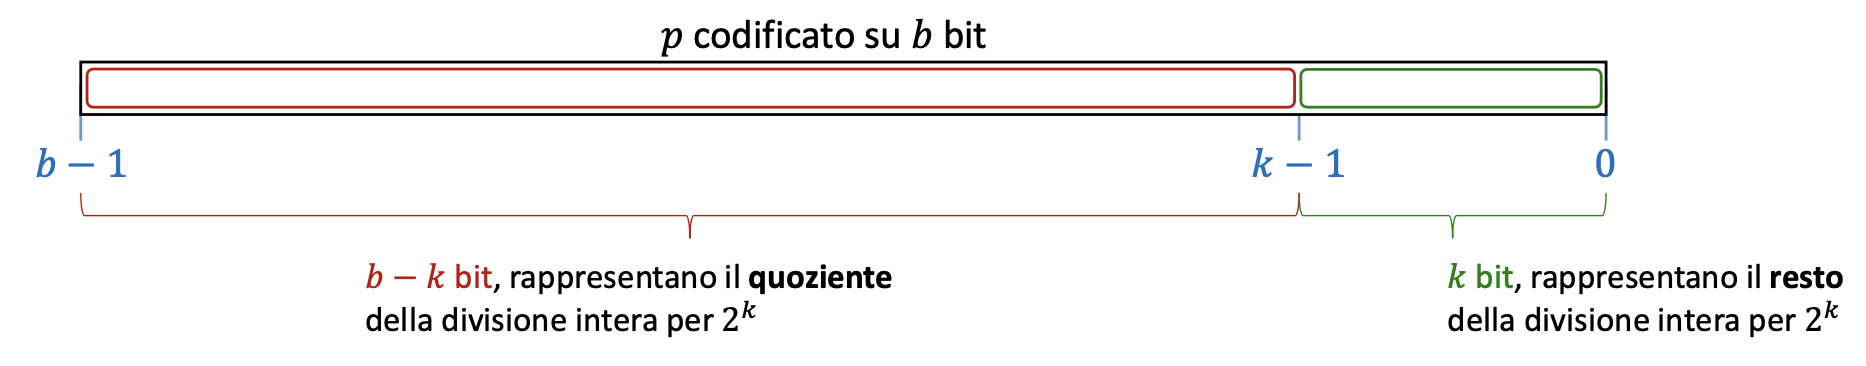 p codificato su b bit
b − 1
k − 1
0
b − k bit, rappresentano il quoziente
della divisione intera per 2^k
k bit, rappresentano il resto
della divisione intera per 2^k